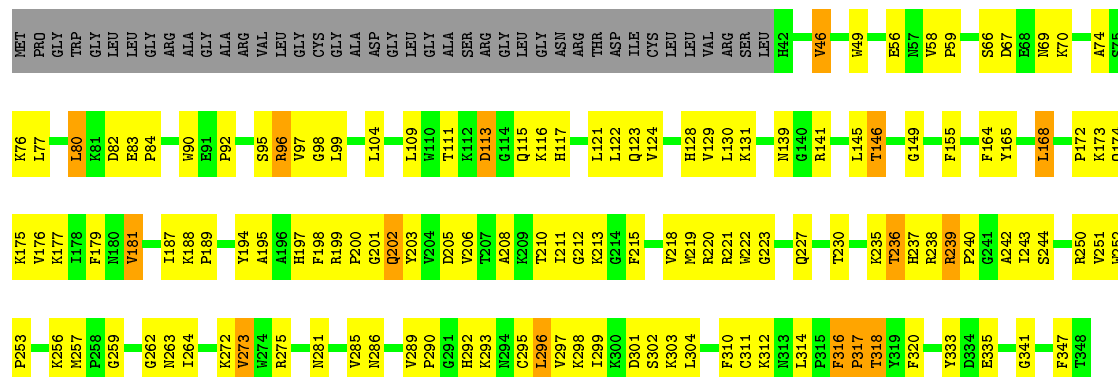 MET PRO GLY TRP GLY LEU LEU GLY ARG ALA GLY ALA ARG VAL LEU GLY CYS GLY ALA ASP GLY LEU GLY ALA SER ARG GLY LEU GLY ASN ARG THR ASP ILE CYS LEU LEU VAL ARG SER LEU H42 V46 W49 E56 N57 V58 P59 S66 D67 E68 N69 K70 A74 S75
K76 L77 L80 K81 D82 E83 P84 W90 E91 P92 S95 R96 V97 G98 L99 L104 L109 W110 T111 K112 D113 G114 Q115 K116 H117 L121 L122 Q123 V124 H128 V129 L130 K131 N139 G140 R141 L145 T146 G149 F155 F164 Y165 L168 P172 K173 Q174
K175 V176 K177 I178 F179 N180 V181 I187 K188 P189 Y194 A195 A196 H197 F198 R199 P200 G201 Q202 Y203 V204 D205 V206 T207 A208 K209 T210 I211 G212 K213 G214 F215 V218 M219 R220 R221 W222 G223 Q227 T230 K235 T236 H237 R238 R239 P240 G241 A242 I243 S244 R250 V251 W252
P253 K256 M257 P258 G259 G262 N263 I264 K272 V273 W274 R275 N281 V285 N286 V289 P290 G291 H292 K293 N294 C295 L296 V297 K298 I299 K300 D301 S302 K303 L304 F310 C311 K312 N313 L314 P315 F316 P317 T318 Y319 F320 Y333 D334 E335 G341 F347 T348